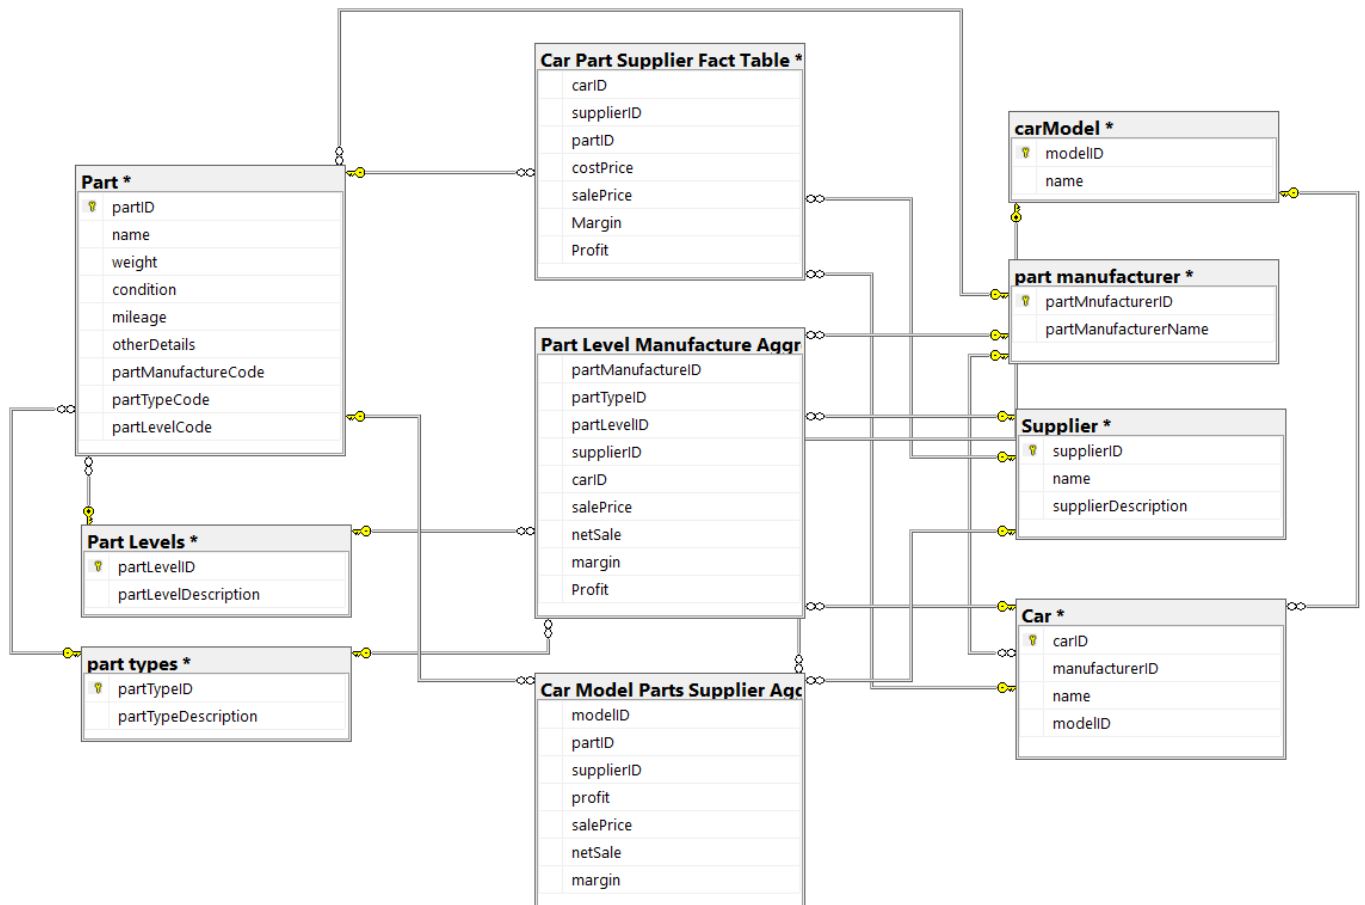 Car Part Supplier Fact Table *
carID
supplierID
partID
costPrice
salePrice
Margin
Profit
carModel *
modelID
name
Part *
partID
name
weight
condition
mileage
otherDetails
partManufactureCode
partTypeCode
partLevelCode
part manufacturer *
partMnufacturerID
partManufacturerName
Part Level Manufacture Aggr
partManufactureID
partTypeID
partLevelID
supplierID
carID
salePrice
netSale
margin
Profit
Supplier *
supplierID
name
supplierDescription
Part Levels *
partLevelID
partLevelDescription
part types *
partTypeID
partTypeDescription
Car *
carID
manufacturerID
name
modelID
Car Model Parts Supplier Agg
modelID
partID
supplierID
profit
salePrice
netSale
margin